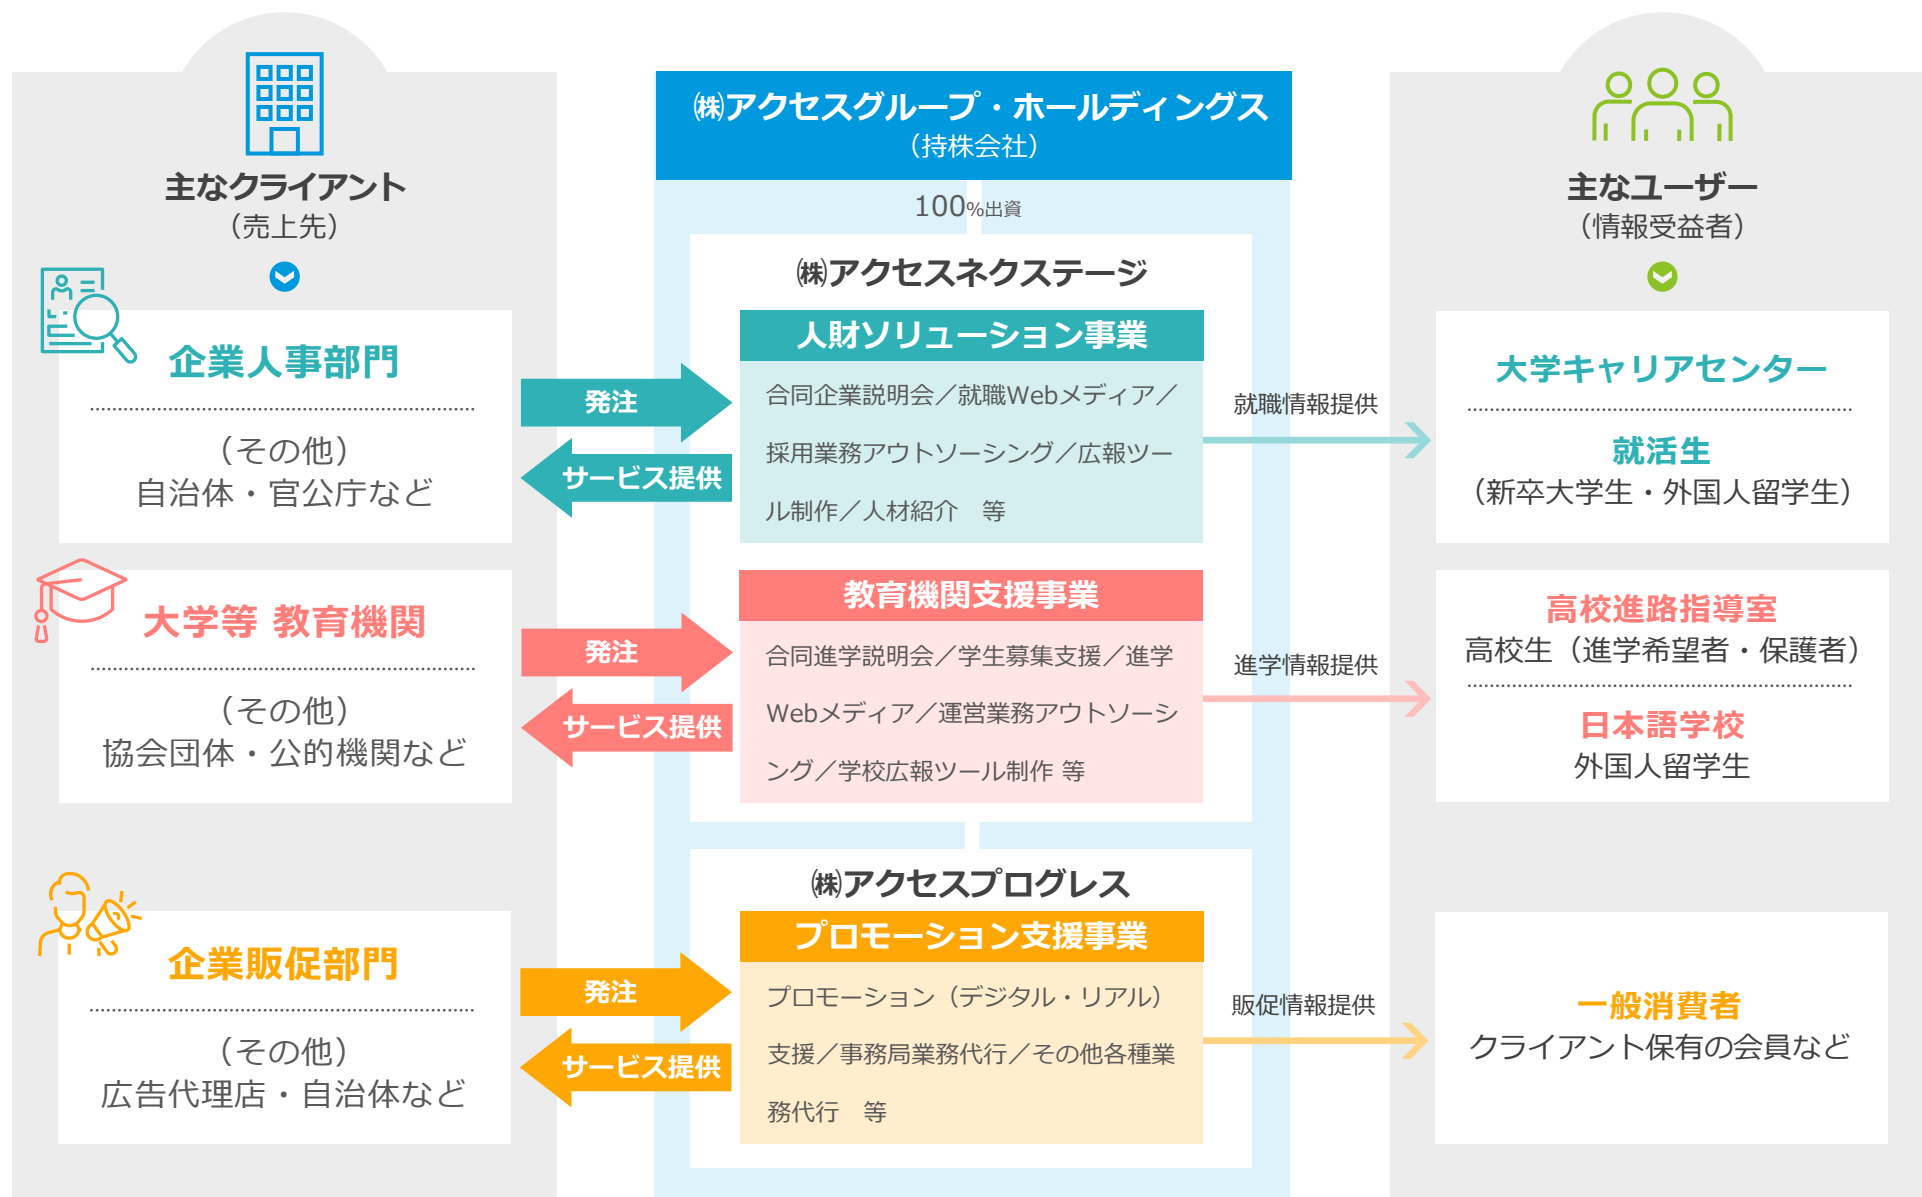 主なクライアント
（売上先）
企業人事部門
（その他）
自治体・官公庁など
大学等 教育機関
（その他）
協会団体・公的機関など
企業販促部門
（その他）
広告代理店・自治体など
発注
サービス提供
発注
サービス提供
発注
サービス提供
㈱アクセスグループ・ホールディングス
（持株会社）
100%出資
㈱アクセスネクステージ
人財ソリューション事業
合同企業説明会／就職Webメディア／
採用業務アウトソーシング／広報ツー
ル制作／人材紹介　等
教育機関支援事業
合同進学説明会／学生募集支援／進学
Webメディア／運営業務アウトソーシ
ング／学校広報ツール制作 等
㈱アクセスプログレス
プロモーション支援事業
プロモーション（デジタル・リアル）
支援／事務局業務代行／その他各種業
務代行　等
就職情報提供
進学情報提供
販促情報提供
主なユーザー
（情報受益者）
大学キャリアセンター
就活生
（新卒大学生・外国人留学生）
高校進路指導室
高校生（進学希望者・保護者）
日本語学校
外国人留学生
一般消費者
クライアント保有の会員など